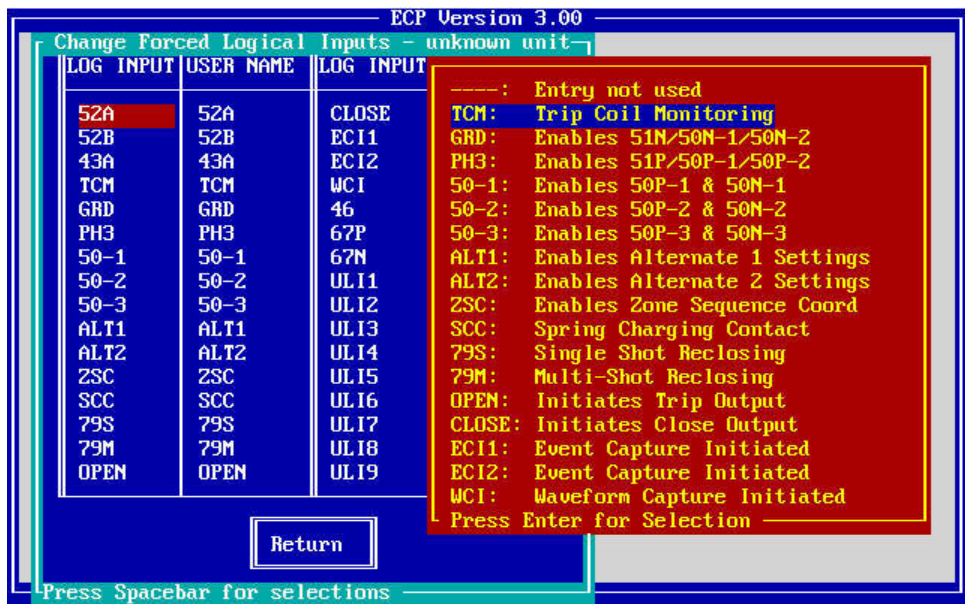 ECP Version 3.00
Change Forced Logical Inputs - unknown unit
LOG INPUT USER NAME LOG INPUT
52A 52A CLOSE
52B 52B ECI1
43A 43A ECI2
TCM TCM WCI
GRD GRD 46
PH3 PH3 67P
50-1 50-1 67N
50-2 50-2 ULI1
50-3 50-3 ULI2
ALT1 ALT1 ULI3
ALT2 ALT2 ULI4
ZSC ZSC ULI5
SCC SCC ULI6
79S 79S ULI7
79M 79M ULI8
OPEN OPEN ULI9
Return
Press Spacebar for selections
----: Entry not used
TCM: Trip Coil Monitoring
GRD: Enables 51N/50N-1/50N-2
PH3: Enables 51P/50P-1/50P-2
50-1: Enables 50P-1 & 50N-1
50-2: Enables 50P-2 & 50N-2
50-3: Enables 50P-3 & 50N-3
ALT1: Enables Alternate 1 Settings
ALT2: Enables Alternate 2 Settings
ZSC: Enables Zone Sequence Coord
SCC: Spring Charging Contact
79S: Single Shot Reclosing
79M: Multi-Shot Reclosing
OPEN: Initiates Trip Output
CLOSE: Initiates Close Output
ECI1: Event Capture Initiated
ECI2: Event Capture Initiated
WCI: Waveform Capture Initiated
Press Enter for Selection